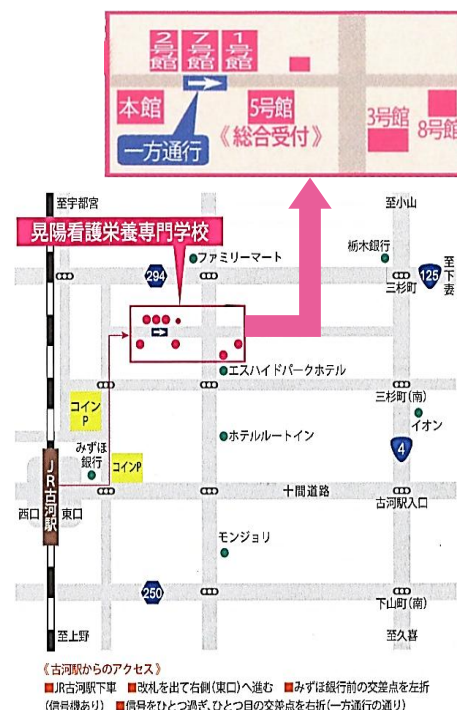 2号館
7号館
1号館
本館
5号館
《総合受付》
3号館
8号館
一方通行
至宇都宮
至小山
晃陽看護栄養専門学校
ファミリーマート
栃木銀行
294
三杉町
125
至下妻
エスハイドパークホテル
コインP
三杉町(南)
イオン
みずほ銀行
コインP
ホテルルートイン
4
JR古河駅
西口
東口
十間道路
古河駅入口
モンジョリ
250
下山町(南)
至上野
至久喜
《古河駅からのアクセス》
■JR古河駅下車 ■改札を出て右側(東口)へ進む ■みずほ銀行前の交差点を左折
(信号機あり) ■信号をひとつ過ぎ、ひとつ目の交差点を右折(一方通行の通り)